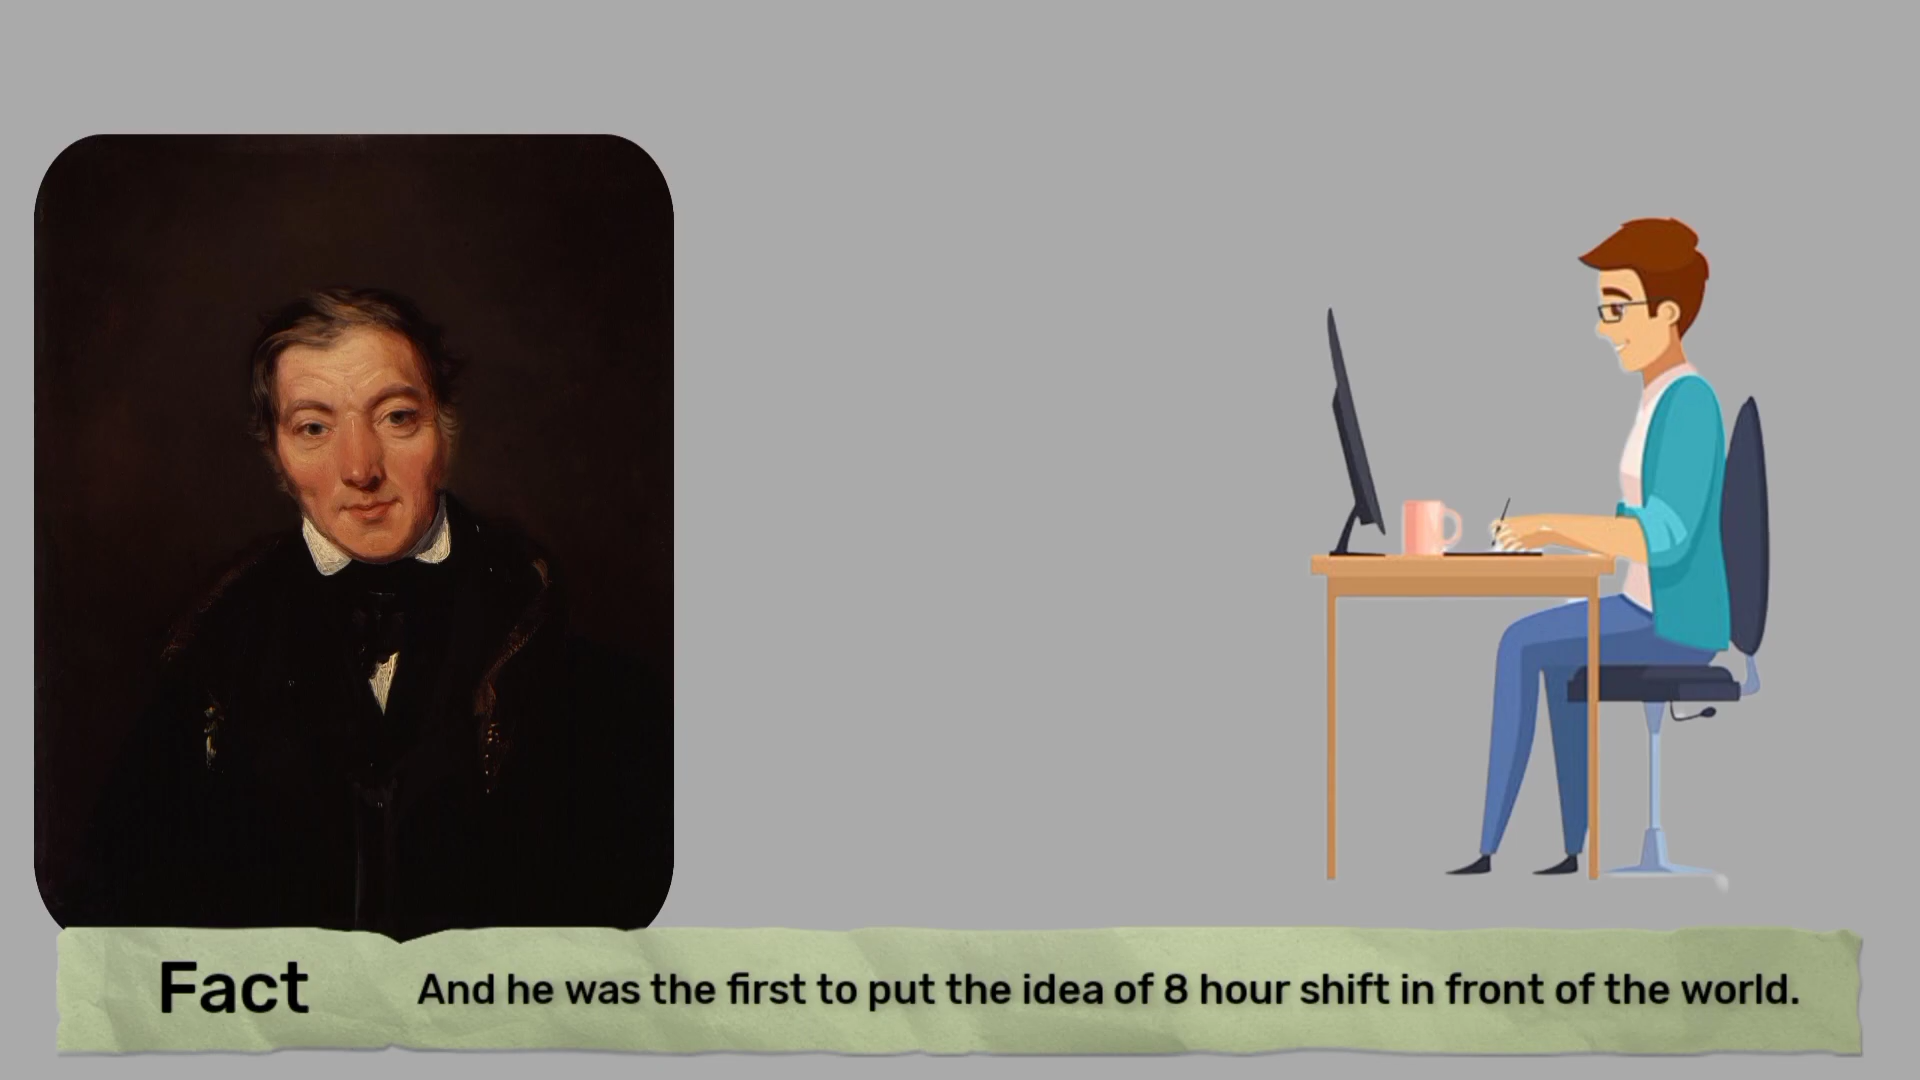 Fact
And he was the first to put the idea of 8 hour shift in front of the world.